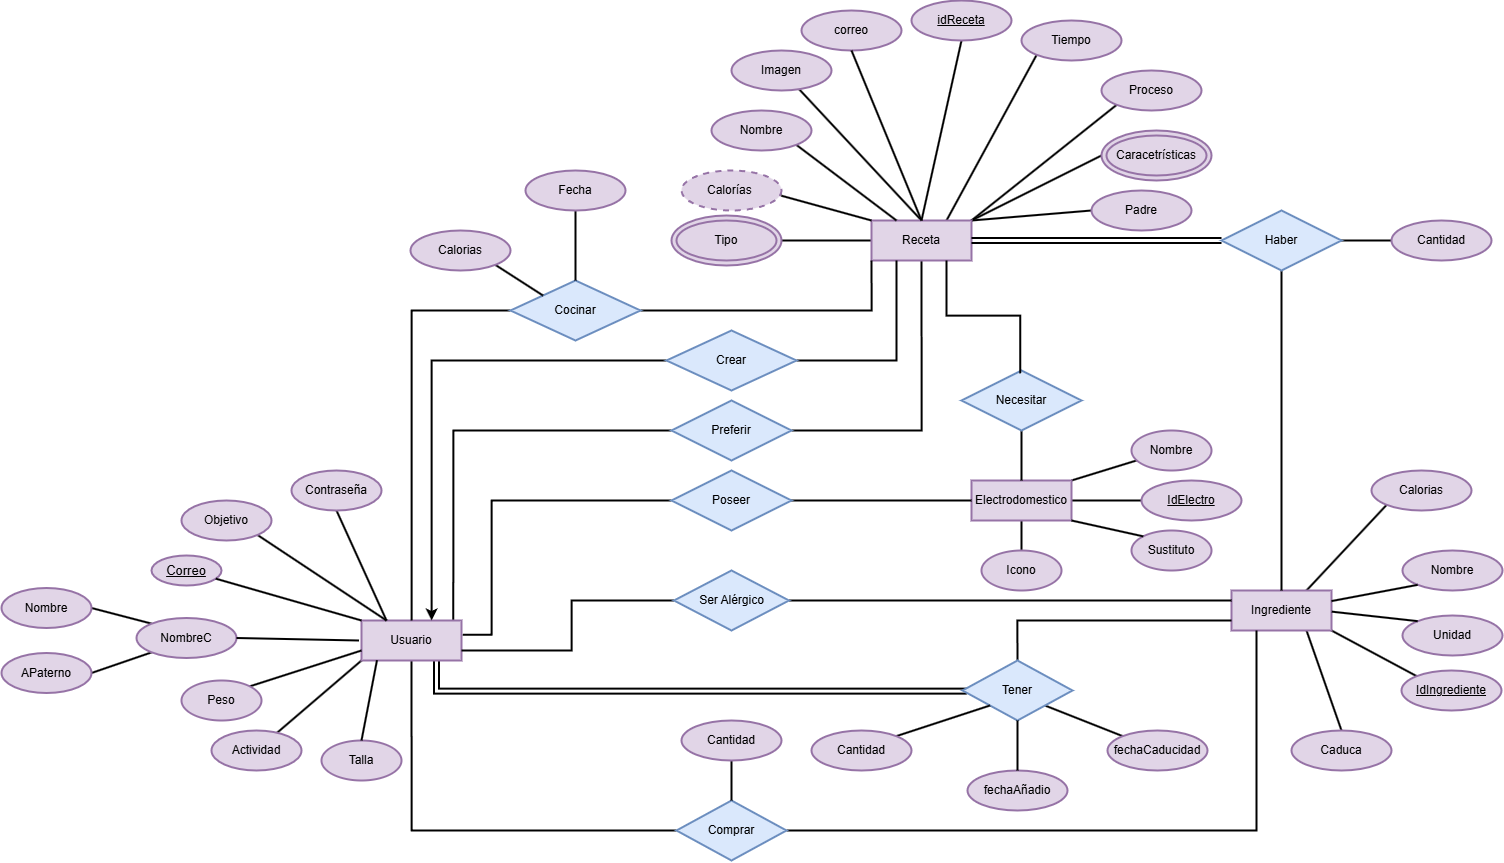 idReceta
correo
Tiempo
Imagen
Proceso
Nombre
Caracetrísticas
Calorías
Fecha
Padre
Tipo
Receta
Haber
Cantidad
Calorias
Cocinar
Crear
Necesitar
Preferir
Nombre
Contraseña
Poseer
Electrodomestico
IdElectro
Calorias
Objetivo
Sustituto
Correo
Icono
Nombre
Ser Alérgico
Nombre
Ingrediente
NombreC
Usuario
Unidad
APaterno
Peso
Tener
IdIngrediente
Actividad
Talla
Cantidad
Cantidad
fechaCaducidad
Caduca
fechaAñadio
Comprar